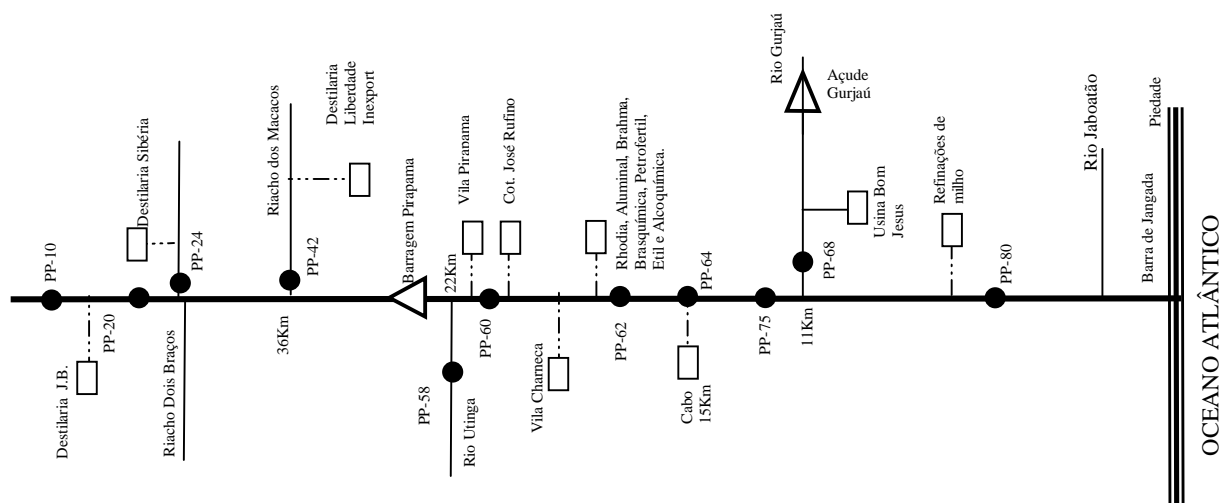 PP-10
Destilaria J.B.
PP-20
Destilaria Sibéria
PP-24
Riacho Dois Braços
Riacho dos Macacos
PP-42
36Km
Destilaria
Liberdade
Inexport
Barragem Pirapama
22Km
PP-58
Rio Utinga
Vila Pirapama
PP-60
Cot. José Rufino
Vila Charneca
Rhodia, Aluminal, Brahma,
Brasquímica, Petrofertil,
Etil e Alcoquímica.
PP-62
PP-64
Cabo
15Km
PP-75
Rio Gurjaú
Açude
Gurjaú
PP-68
11Km
Usina Bom
Jesus
Refinações de
milho
PP-80
Rio Jaboatão
Barra de Jangada
Piedade
OCEANO ATLÂNTICO